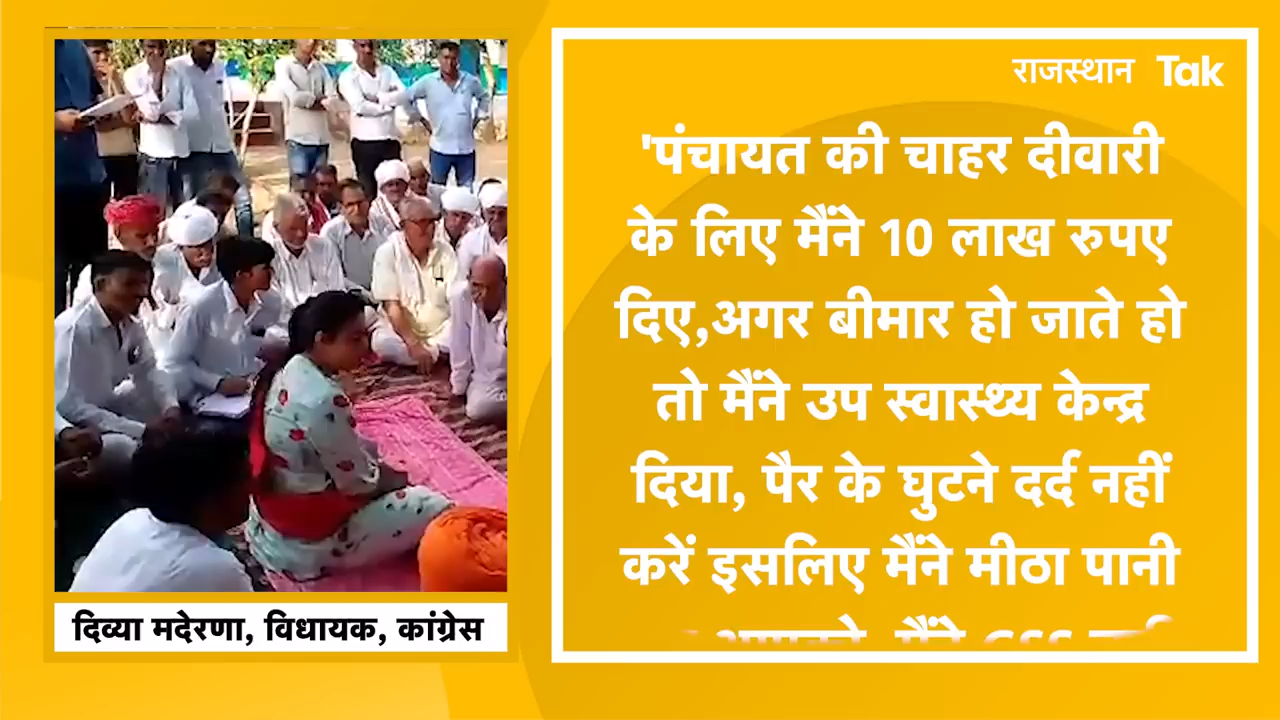 राजस्थान Tak
'पंचायत की चाहर दीवारी
के लिए मैंने 10 लाख रुपए
दिए,अगर बीमार हो जाते हो
तो मैंने उप स्वास्थ्य केन्द्र
दिया, पैर के घुटने दर्द नहीं
करें इसलिए मैंने मीठा पानी
मैंने
दिव्या मदेरणा, विधायक, कांग्रेस